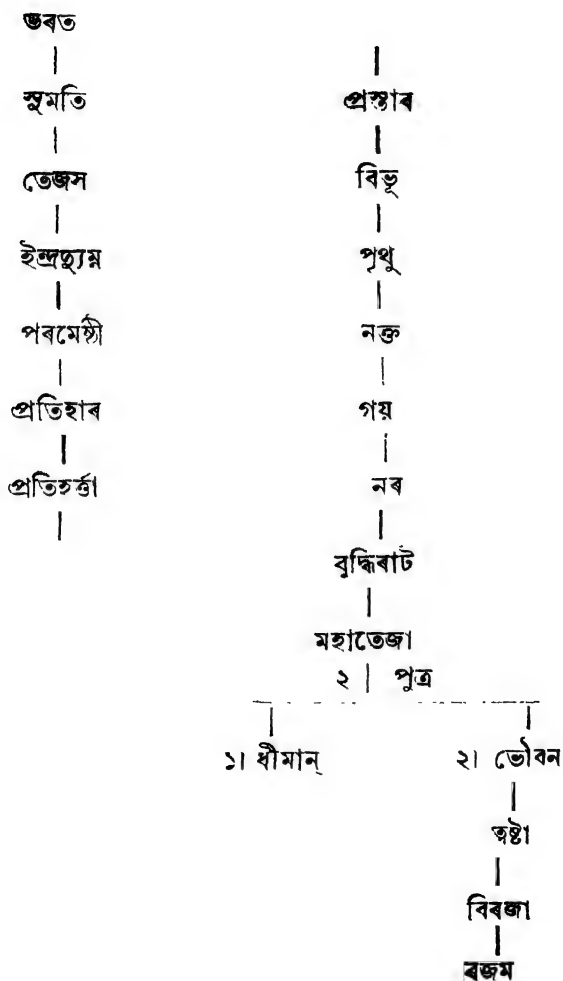 ভৰত
সুমতি
তেজস
ইন্দ্ৰদ্যুম্ন
পৰমেষ্ঠী
প্ৰতিহাৰ
প্ৰতিহৰ্ত্তা
প্ৰস্তাৰ
বিভূ
পৃথু
নক্ত
গয়
নৰ
বুদ্ধিৰাট
মহাতেজা
২ পুত্ৰ
১। ধীমান্ ২। ভৌবন
ত্বষ্টা
বিৰজা
ৰজম